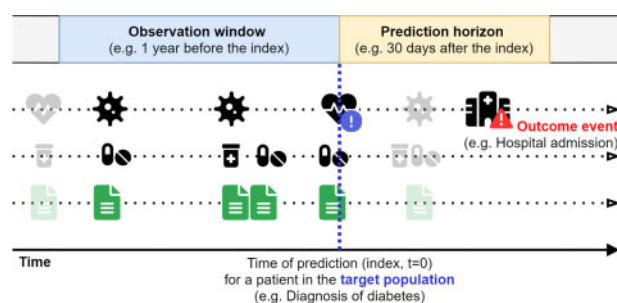 Observation window
(e.g. 1 year before the index)
Prediction horizon
(e.g. 30 days after the index)
Outcome event
(e.g. Hospital admission)
Time
Time of prediction (index, t=0)
for a patient in the target population
(e.g. Diagnosis of diabetes)